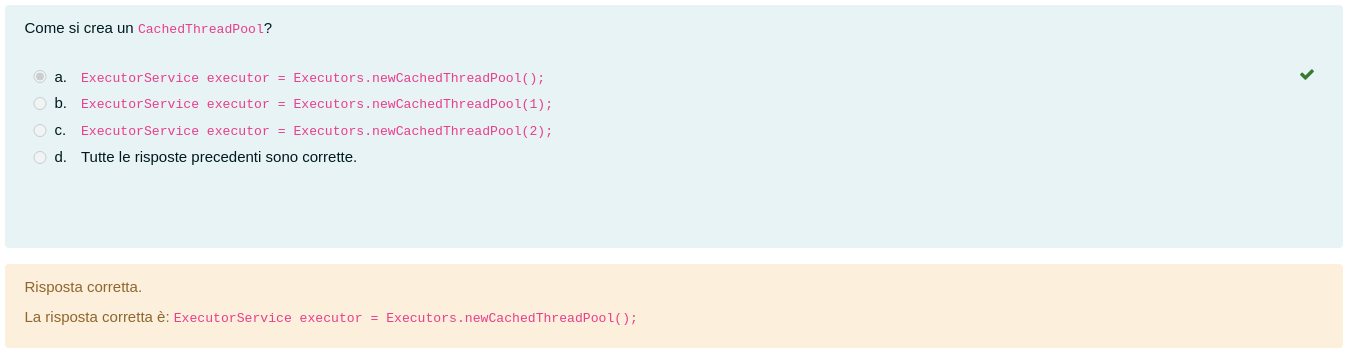 Come si crea un CachedThreadPool?
a. ExecutorService executor = Executors.newCachedThreadPool();
b. ExecutorService executor = Executors.newCachedThreadPool(1);
c. ExecutorService executor = Executors.newCachedThreadPool(2);
d. Tutte le risposte precedenti sono corrette.
Risposta corretta.
La risposta corretta è: ExecutorService executor = Executors.newCachedThreadPool();